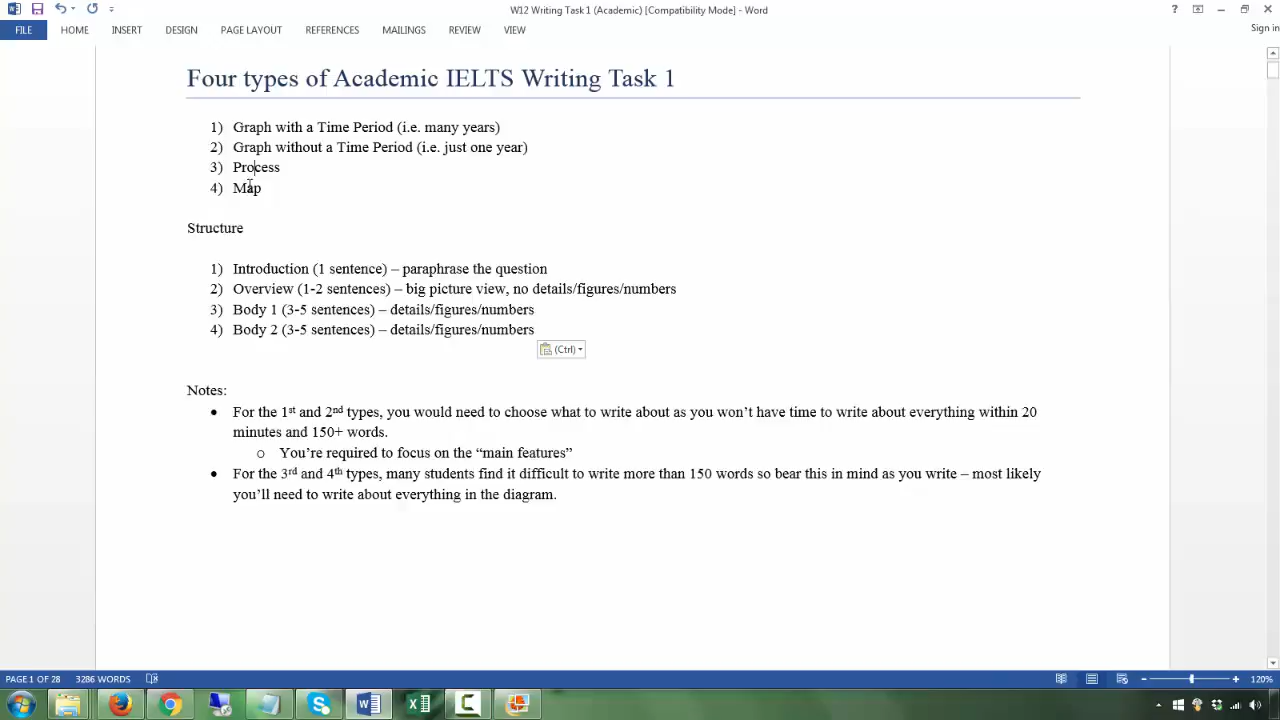 W12 Writing Task 1 (Academic) [Compatibility Mode] - Word
?
Sign in
FILE HOME INSERT DESIGN PAGE LAYOUT REFERENCES MAILINGS REVIEW VIEW
Four types of Academic IELTS Writing Task 1
1) Graph with a Time Period (i.e. many years)
2) Graph without a Time Period (i.e. just one year)
3) Process
4) Map
Structure
1) Introduction (1 sentence) – paraphrase the question
2) Overview (1-2 sentences) – big picture view, no details/figures/numbers
3) Body 1 (3-5 sentences) – details/figures/numbers
4) Body 2 (3-5 sentences) – details/figures/numbers
(Ctrl)
Notes:
• For the 1st and 2nd types, you would need to choose what to write about as you won’t have time to write about everything within 20
minutes and 150+ words.
o You’re required to focus on the “main features”
• For the 3rd and 4th types, many students find it difficult to write more than 150 words so bear this in mind as you write – most likely
you’ll need to write about everything in the diagram.
PAGE 1 OF 28 3286 WORDS
120%